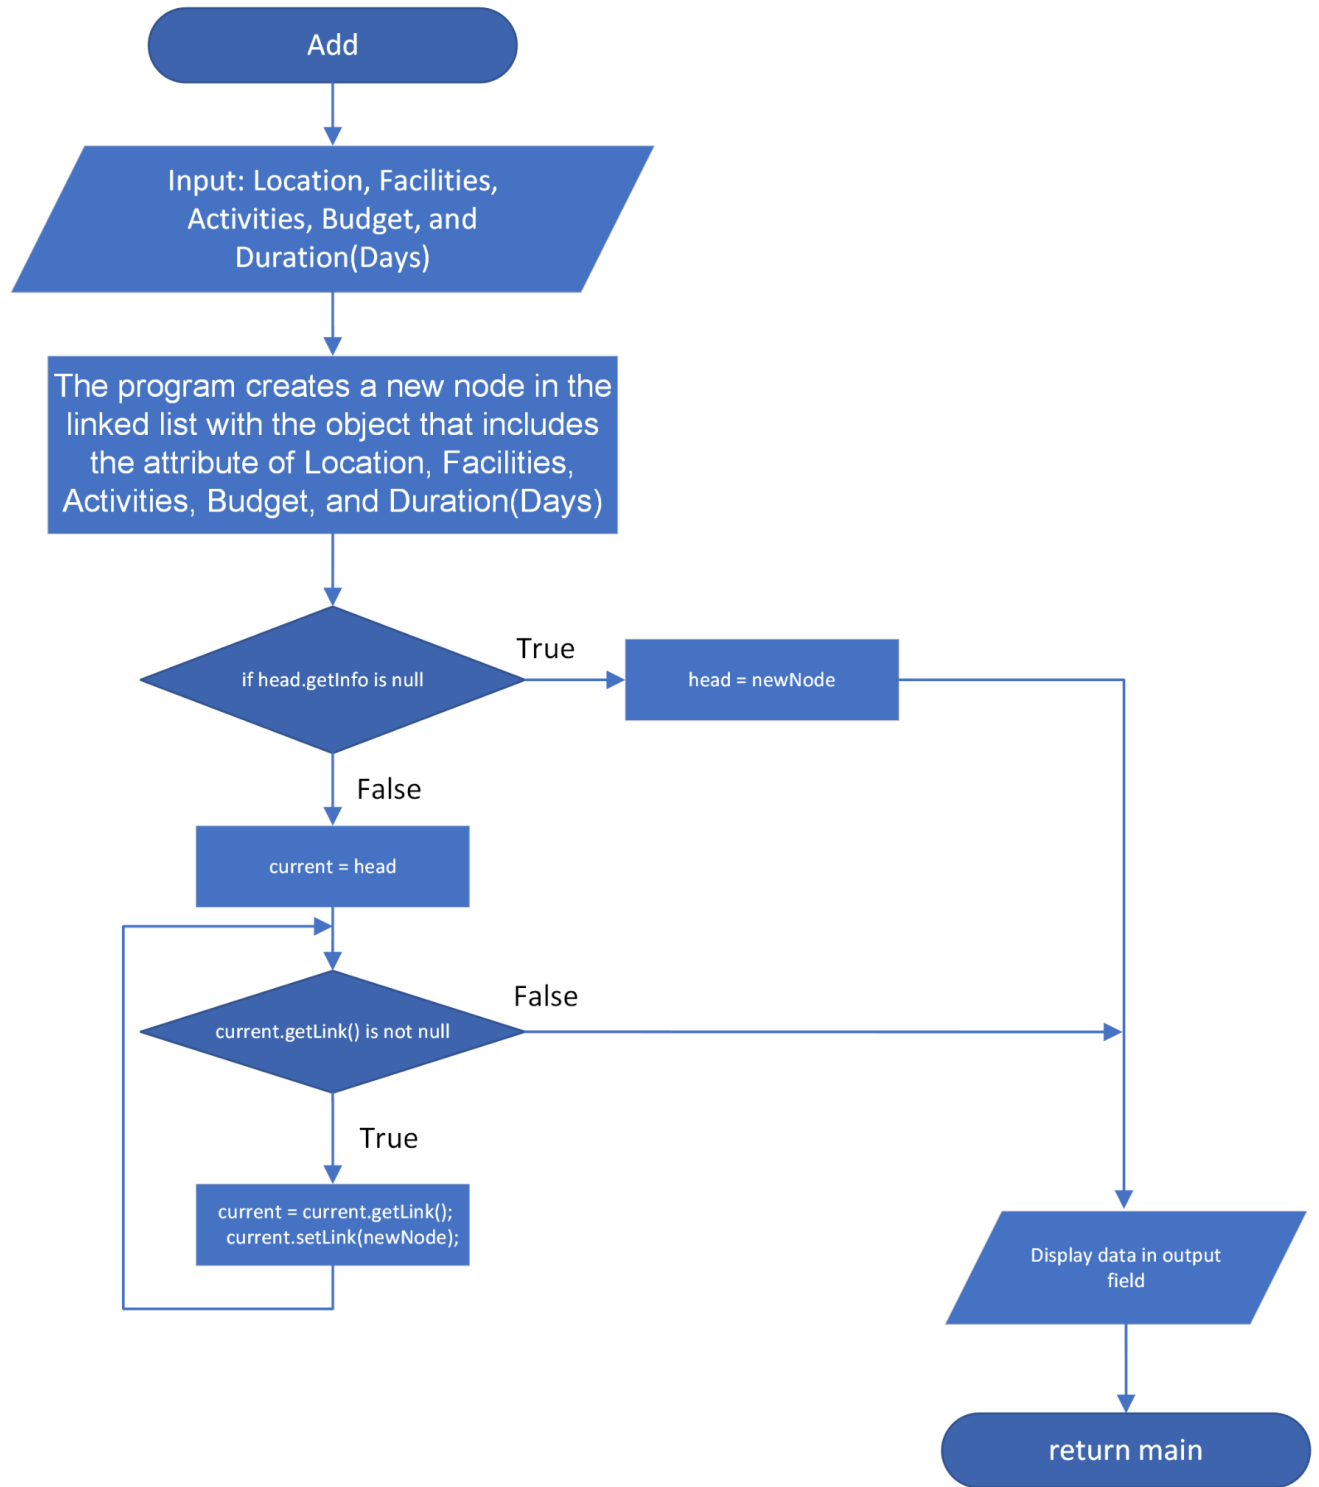 Add
Input: Location, Facilities,
Activities, Budget, and
Duration(Days)
The program creates a new node in the
linked list with the object that includes
the attribute of Location, Facilities,
Activities, Budget, and Duration(Days)
if head.getInfo is null
True
head = newNode
False
current = head
current.getLink() is not null
False
True
current = current.getLink();
current.setLink(newNode);
Display data in output
field
return main